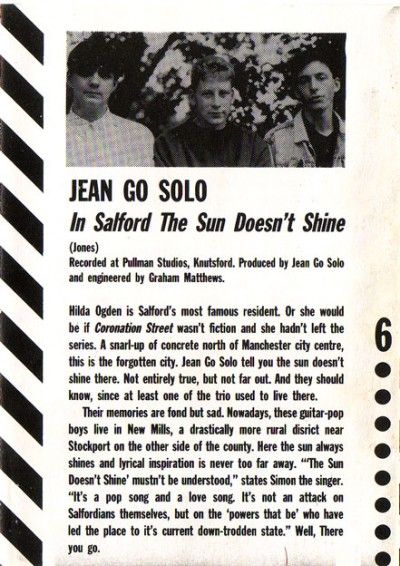 JEAN GO SOLO
In Salford The Sun Doesn't Shine
(Jones)
Recorded at Pullman Studios, Knutsford. Produced by Jean Go Solo
and engineered by Graham Matthews.
Hilda Ogden is Salford's most famous resident. Or she would
be if Coronation Street wasn't fiction and she hadn't left the
series. A snarl-up of concrete north of Manchester city centre,
this is the forgotten city. Jean Go Solo tell you the sun doesn't
shine there. Not entirely true, but not far out. And they should
know, since at least one of the trio used to live there.
Their memories are fond but sad. Nowadays, these guitar-pop
boys live in New Mills, a drastically more rural disrict near
Stockport on the other side of the county. Here the sun always
shines and lyrical inspiration is never too far away. "'The Sun
Doesn't Shine' mustn't be understood," states Simon the singer.
"It's a pop song and a love song. It's not an attack on
Salfordians themselves, but on the 'powers that be' who have
led the place to it's current down-trodden state." Well, There
you go.
6